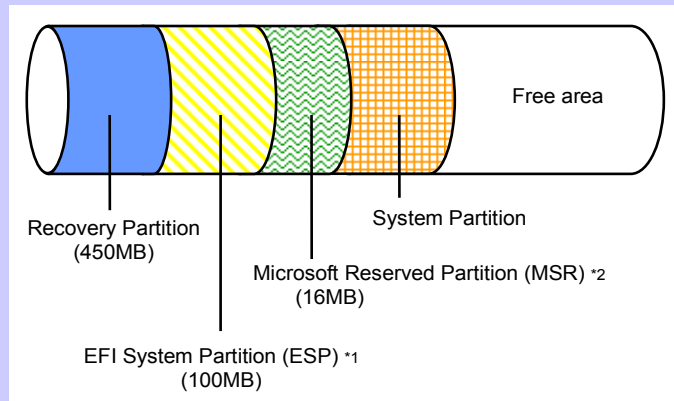 Free area
System Partition
Recovery Partition
(450MB)
Microsoft Reserved Partition (MSR) *2
(16MB)
EFI System Partition (ESP) *1
(100MB)